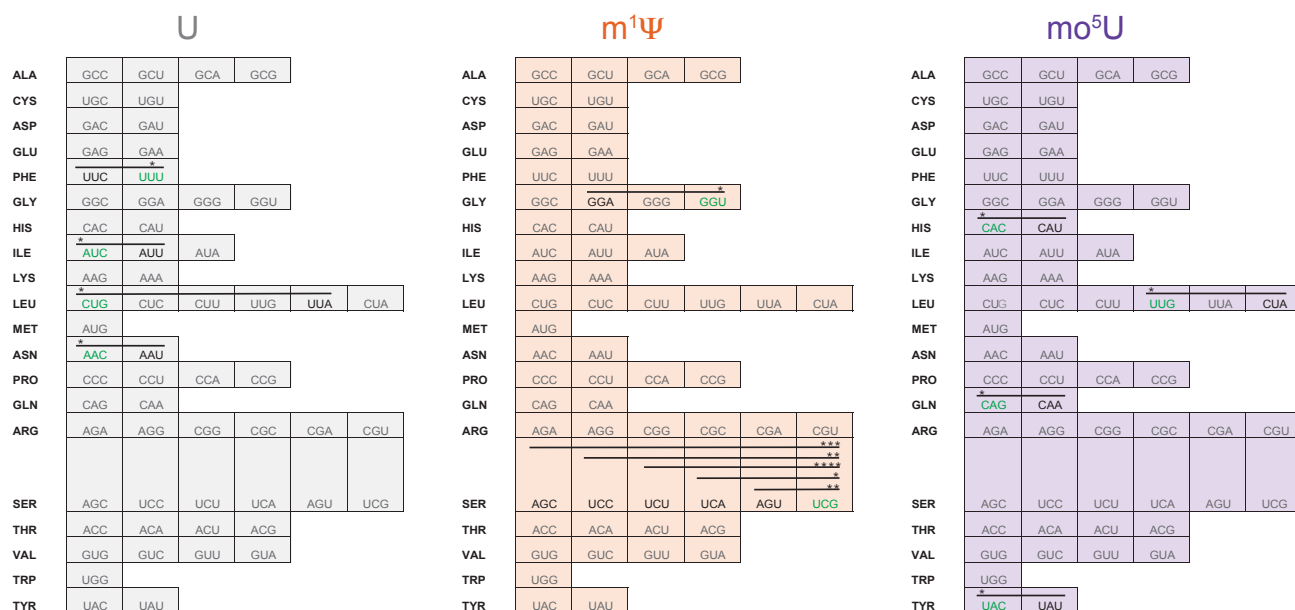 U m¹Ψ mo⁵U
ALA GCC GCU GCA GCG ALA GCC GCU GCA GCG ALA GCC GCU GCA GCG
CYS UGC UGU CYS UGC UGU CYS UGC UGU
ASP GAC GAU ASP GAC GAU ASP GAC GAU
GLU GAG GAA GLU GAG GAA GLU GAG GAA
*
PHE UUC UUU PHE UUC UUU PHE UUC UUU
*
GLY GGC GGA GGG GGU GLY GGC GGA GGG GGU GLY GGC GGA GGG GGU
*
HIS CAC CAU HIS CAC CAU HIS CAC CAU
*
ILE AUC AUU AUA ILE AUC AUU AUA ILE AUC AUU AUA
LYS AAG AAA LYS AAG AAA LYS AAG AAA
* *
LEU CUG CUC CUU UUG UUA CUA LEU CUG CUC CUU UUG UUA CUA LEU CUG CUC CUU UUG UUA CUA
MET AUG MET AUG MET AUG
*
ASN AAC AAU ASN AAC AAU ASN AAC AAU
PRO CCC CCU CCA CCG PRO CCC CCU CCA CCG PRO CCC CCU CCA CCG
*
GLN CAG CAA GLN CAG CAA GLN CAG CAA
ARG AGA AGG CGG CGC CGA CGU ARG AGA AGG CGG CGC CGA CGU ARG AGA AGG CGG CGC CGA CGU
***
**
****
*
**
SER AGC UCC UCU UCA AGU UCG SER AGC UCC UCU UCA AGU UCG SER AGC UCC UCU UCA AGU UCG
THR ACC ACA ACU ACG THR ACC ACA ACU ACG THR ACC ACA ACU ACG
VAL GUG GUC GUU GUA VAL GUG GUC GUU GUA VAL GUG GUC GUU GUA
TRP UGG TRP UGG TRP UGG
*
TYR UAC UAU TYR UAC UAU TYR UAC UAU